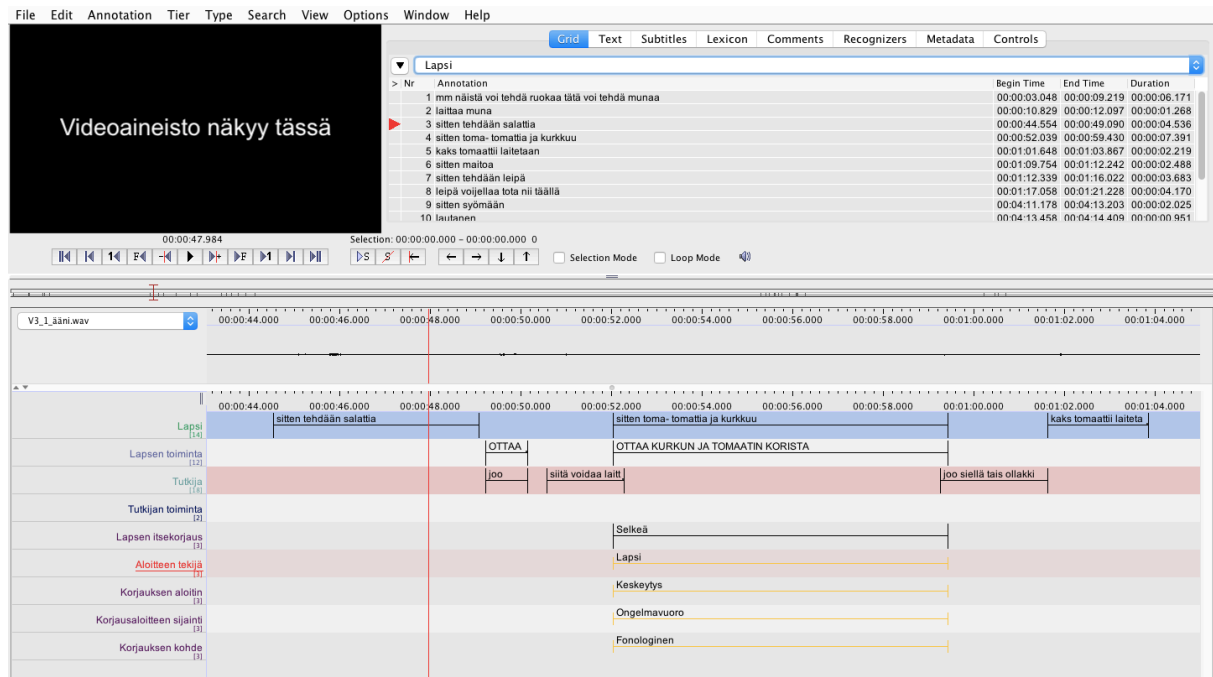 File Edit Annotation Tier Type Search View Options Window Help
Videoaineisto näkyy tässä
Grid Text Subtitles Lexicon Comments Recognizers Metadata Controls
Lapsi
> Nr Annotation Begin Time End Time Duration
1 mm näistä voi tehdä ruokaa tätä voi tehdä munaa 00:00:03.048 00:00:09.219 00:00:06.171
2 laittaa muna 00:00:10.829 00:00:12.097 00:00:01.268
3 sitten tehdään salattia 00:00:44.554 00:00:49.090 00:00:04.536
4 sitten toma- tomattia ja kurkkuu 00:00:52.039 00:00:59.430 00:00:07.391
5 kaks tomaattii laitetaan 00:01:01.648 00:01:03.867 00:00:02.219
6 sitten maitoa 00:01:09.754 00:01:12.242 00:00:02.488
7 sitten tehdään leipä 00:01:12.339 00:01:16.022 00:00:03.683
8 leipä voijellaa tota nii täällä 00:01:17.058 00:01:21.228 00:00:04.170
9 sitten syömään 00:04:11.178 00:04:13.203 00:00:02.025
10 lautanen 00:04:13.458 00:04:14.409 00:00:00.951
00:00:47.984 Selection: 00:00:00.000 - 00:00:00.000 0
1 F F 1 S S Selection Mode Loop Mode
V3_1_ääni.wav
00:00:44.000 00:00:46.000 00:00:48.000 00:00:50.000 00:00:52.000 00:00:54.000 00:00:56.000 00:00:58.000 00:01:00.000 00:01:02.000 00:01:04.000
00:00:44.000 00:00:46.000 00:00:48.000 00:00:50.000 00:00:52.000 00:00:54.000 00:00:56.000 00:00:58.000 00:01:00.000 00:01:02.000 00:01:04.000
Lapsi [14] sitten tehdään salattia sitten toma- tomattia ja kurkkuu kaks tomaattii laiteta
Lapsen toiminta [12] OTTAA OTTAA KURKUN JA TOMAATIN KORISTA
Tutkija joo siitä voidaa laitt joo siellä tais ollakki
Tutkijan toiminta [2]
Lapsen itsekorjaus [3] Selkeä
Aloitteen tekijä [3] Lapsi
Korjauksen aloitin [3] Keskeytys
Korjausaloitteen sijainti [3] Ongelmavuoro
Korjauksen kohde [3] Fonologinen